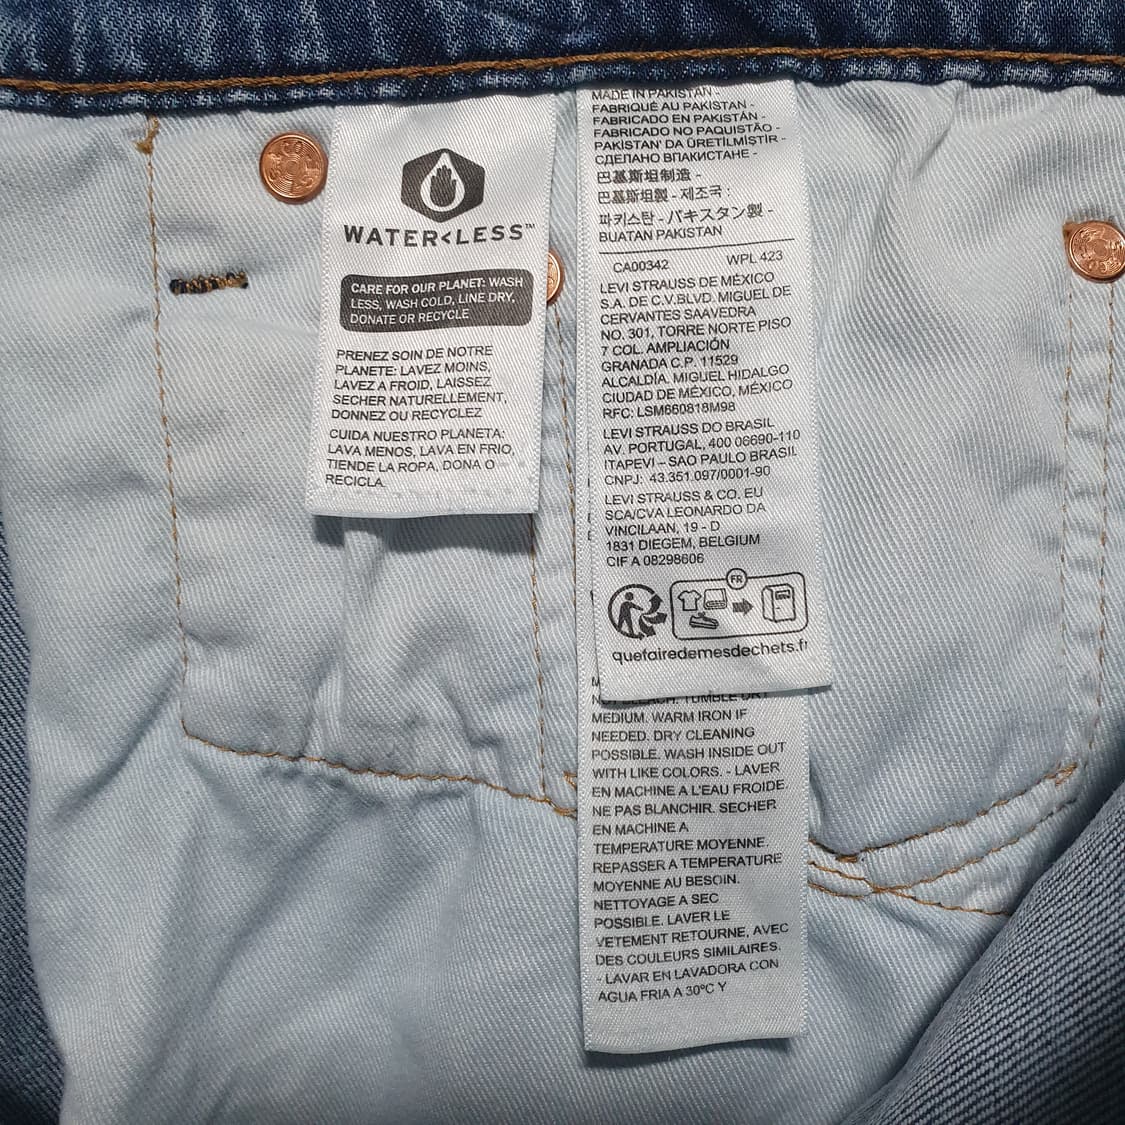 WATER<LESS™
CARE FOR OUR PLANET: WASH
LESS, WASH COLD, LINE DRY,
DONATE OR RECYCLE
PRENEZ SOIN DE NOTRE
PLANETE: LAVEZ MOINS,
LAVEZ A FROID, LAISSEZ
SECHER NATURELLEMENT,
DONNEZ OU RECYCLEZ
CUIDA NUESTRO PLANETA:
LAVA MENOS, LAVA EN FRIO,
TIENDE LA ROPA, DONA O
RECICLA.
MADE IN PAKISTAN -
FABRIQUÉ AU PAKISTAN -
FABRICADO EN PAKISTÁN -
FABRICADO NO PAQUISTÃO -
PAKİSTAN' DA ÜRETİLMİŞTİR -
СДЕЛАНО ВПАКИСТАНЕ -
巴基斯坦制造 -
巴基斯坦製 - 제조국 :
파키스탄 - パキスタン製 -
BUATAN PAKISTAN
CA00342 WPL 423
LEVI STRAUSS DE MÉXICO
S.A. DE C.V.BLVD. MIGUEL DE
CERVANTES SAAVEDRA
NO. 301, TORRE NORTE PISO
7 COL. AMPLIACIÓN
GRANADA C.P. 11529
ALCALDÍA. MIGUEL HIDALGO
CIUDAD DE MÉXICO, MÉXICO
RFC: LSM660818M98
LEVI STRAUSS DO BRASIL
AV. PORTUGAL, 400 06690-110
ITAPEVI – SAO PAULO BRASIL
CNPJ: 43.351.097/0001-90
LEVI STRAUSS & CO. EU
SCA/CVA LEONARDO DA
VINCILAAN, 19 - D
1831 DIEGEM, BELGIUM
CIF A 08298606
FR
quefairedemesdechets.fr
NOT BLEACH. TUMBLE DRY
MEDIUM. WARM IRON IF
NEEDED. DRY CLEANING
POSSIBLE. WASH INSIDE OUT
WITH LIKE COLORS. - LAVER
EN MACHINE A L'EAU FROIDE.
NE PAS BLANCHIR. SECHER
EN MACHINE A
TEMPERATURE MOYENNE.
REPASSER A TEMPERATURE
MOYENNE AU BESOIN.
NETTOYAGE A SEC
POSSIBLE. LAVER LE
VETEMENT RETOURNE, AVEC
DES COULEURS SIMILAIRES.
- LAVAR EN LAVADORA CON
AGUA FRIA A 30ºC Y